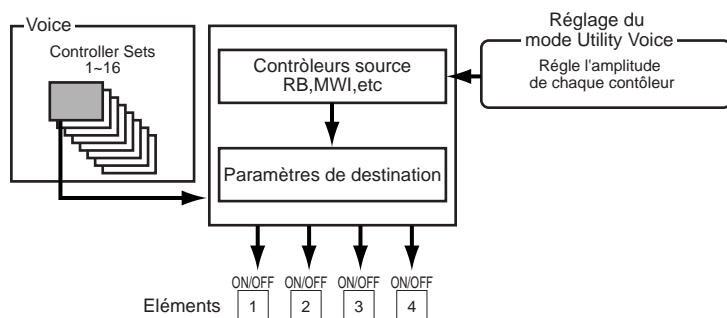 Voice
Controller Sets
1~16
Contròleurs source
RB,MWI,etc
Paramètres de destination
Réglage du
mode Utility Voice
Régle l'amplitude
de chaque contôleur
ON/OFF ON/OFF ON/OFF ON/OFF
Eléments 1 2 3 4